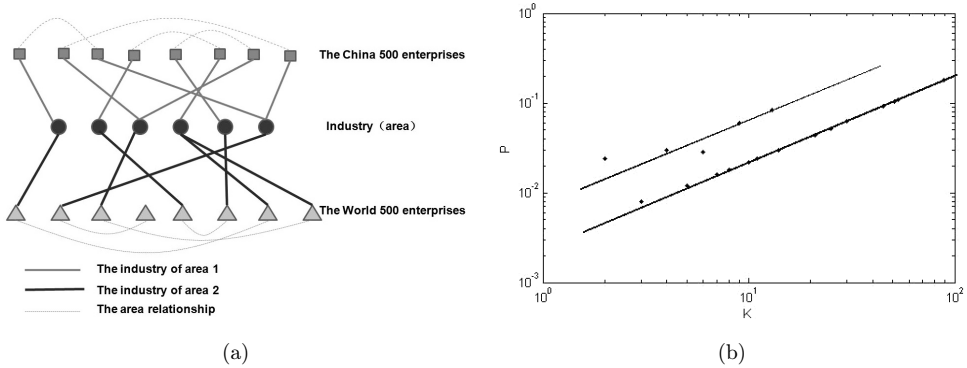 The China 500 enterprises
Industry（area）
The World 500 enterprises
The industry of area 1
The industry of area 2
The area relationship
(a)
10^0
10^-1
10^-2
10^-3
P
10^0
10^1
10^2
K
(b)